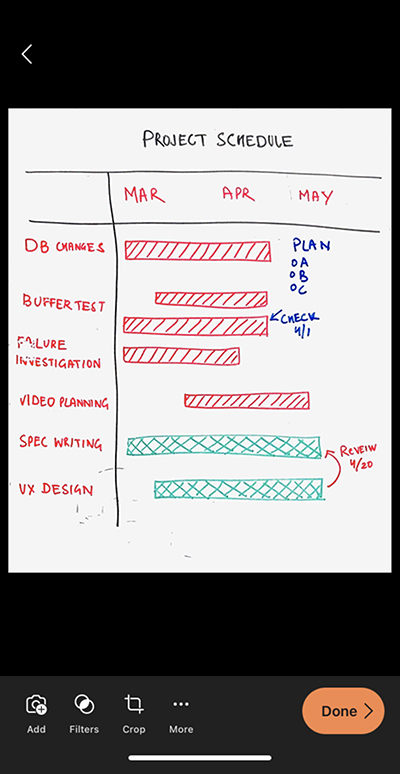 PROJECT SCHEDULE
MAR APR MAY
DB CHANGES
PLAN
A
B
C
BUFFER TEST
CHECK
4/1
FAILURE
INVESTIGATION
VIDEO PLANNING
SPEC WRITING
REVEIW
4/20
UX DESIGN
Add Filters Crop More
Done